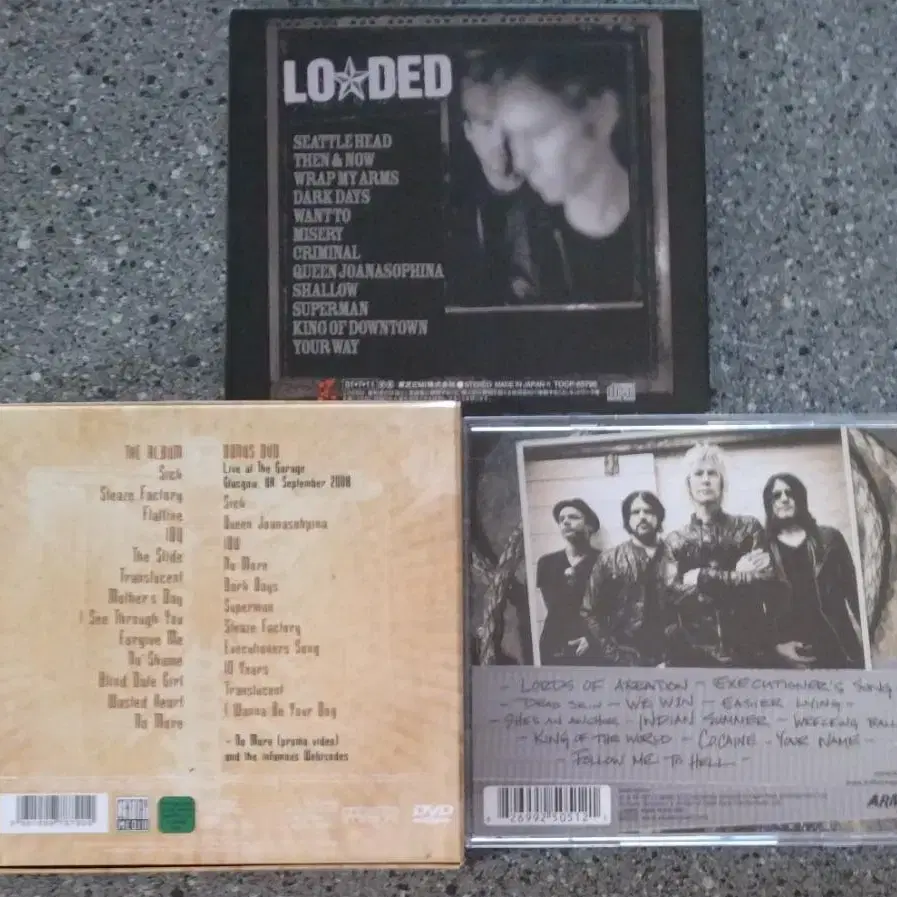 LO★DED
SEATTLE HEAD
THEN & NOW
WRAP MY ARMS
DARK DAYS
WANT TO
MISERY
CRIMINAL
QUEEN JOANASOPHINA
SHALLOW
SUPERMAN
KING OF DOWNTOWN
YOUR WAY
STEREO MADE IN JAPAN
THE ALBUM
Sick
Sleaze Factory
Flatline
IOU
The Slide
Translucent
Mother's Day
I See Through You
Forgive Me
No Shame
Blind Date Girl
Wasted Heart
No More
BONUS DVD
Live at The Garage
Glasgow, UK September 2008
Sick
Queen Joanasophina
IOU
No More
Dark Days
Superman
Sleaze Factory
Executioners Song
10 Years
Translucent
I Wanna Be Your Dog
- No More (promo video)
and the infamous Webisodes
DVD
- LORDS OF ABBADON - EXECUTIONER'S SONG
- DEAD SKIN - WE WIN - EASIER LYING -
- SHE'S AN ANCHOR - INDIAN SUMMER - WRECKING BALL
- KING OF THE WORLD - COCAINE - YOUR NAME -
FOLLOW ME TO HELL -
26992 50512